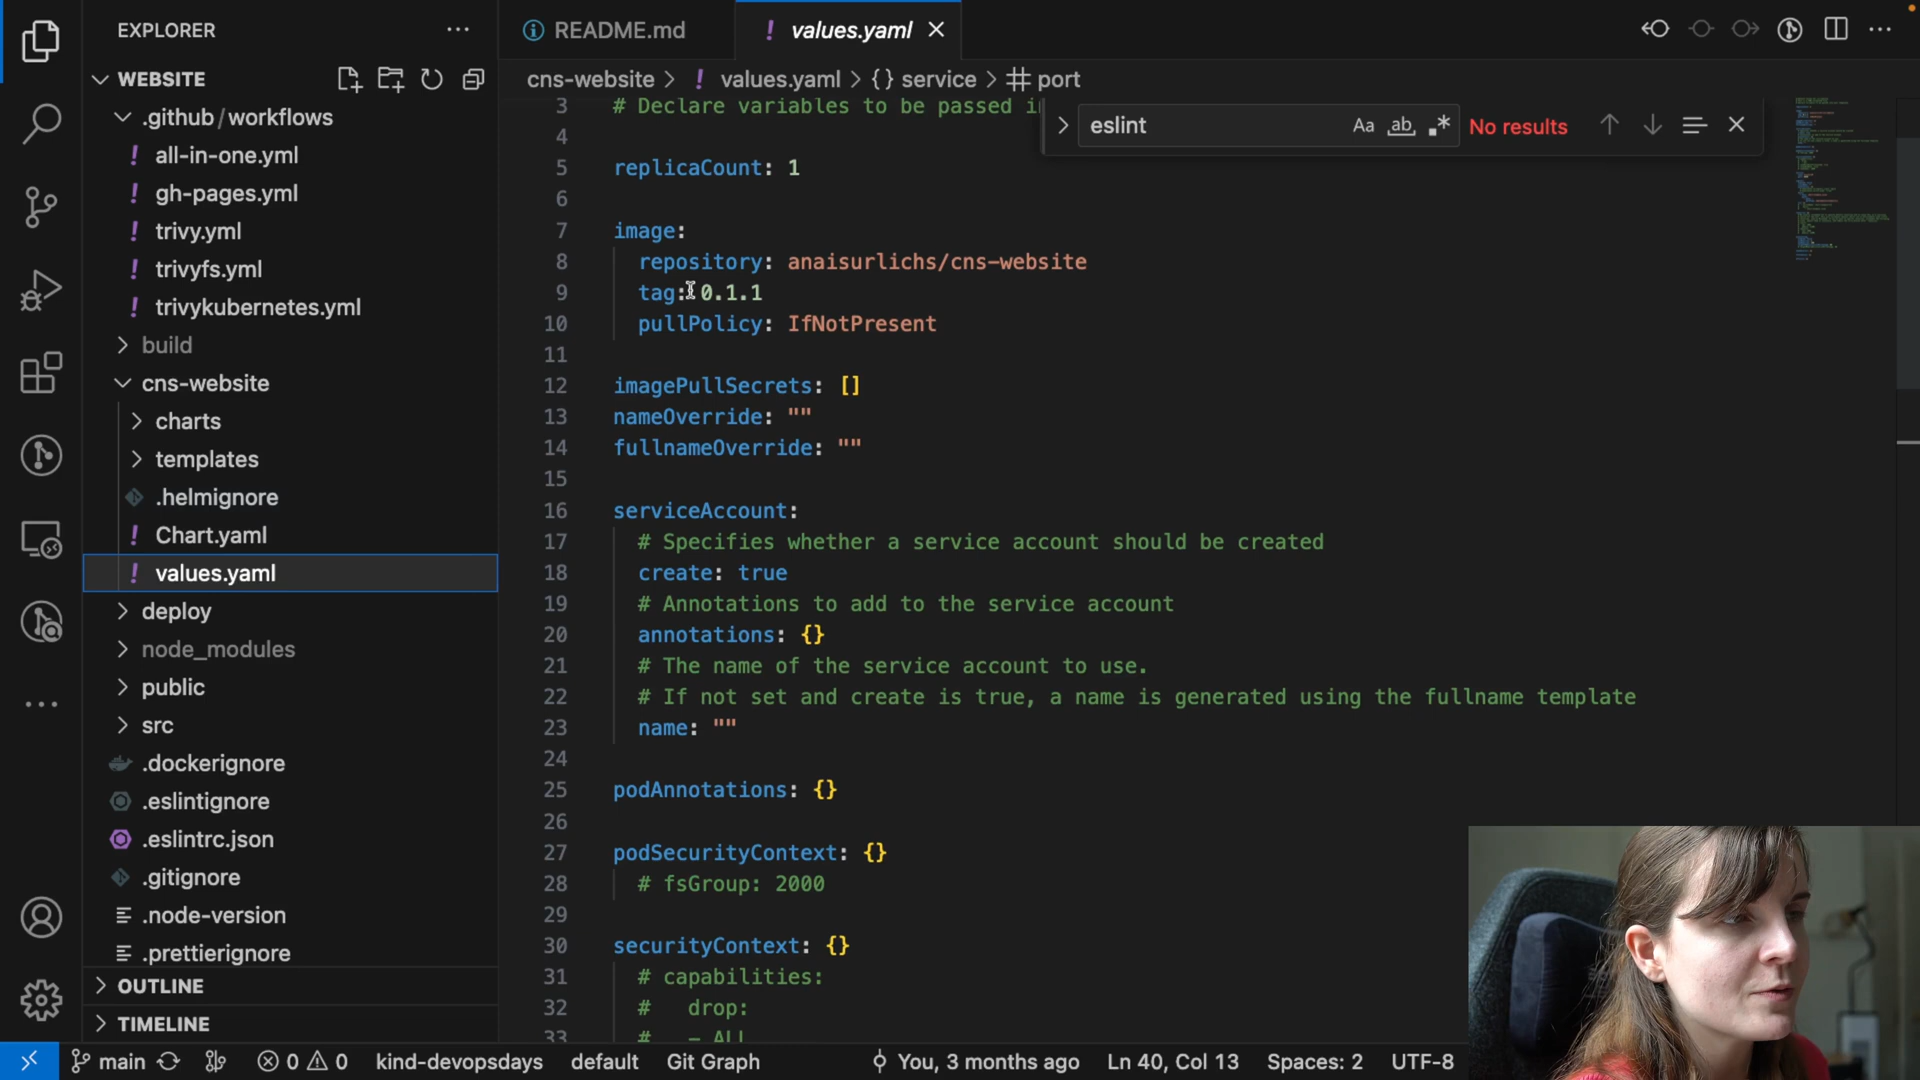 EXPLORER
WEBSITE
.github/workflows
all-in-one.yml
gh-pages.yml
trivy.yml
trivyfs.yml
trivykubernetes.yml
build
cns-website
charts
templates
.helmignore
Chart.yaml
values.yaml
deploy
node_modules
public
src
.dockerignore
.eslintignore
.eslintrc.json
.gitignore
.node-version
.prettierignore
OUTLINE
TIMELINE
README.md
values.yaml
cns-website > values.yaml > {} service > port
eslint
Aa ab .* No results
3 # Declare variables to be passed i
4
5 replicaCount: 1
6
7 image:
8 repository: anaisurlichs/cns-website
9 tag: 0.1.1
10 pullPolicy: IfNotPresent
11
12 imagePullSecrets: []
13 nameOverride: ""
14 fullnameOverride: ""
15
16 serviceAccount:
17 # Specifies whether a service account should be created
18 create: true
19 # Annotations to add to the service account
20 annotations: {}
21 # The name of the service account to use.
22 # If not set and create is true, a name is generated using the fullname template
23 name: ""
24
25 podAnnotations: {}
26
27 podSecurityContext: {}
28 # fsGroup: 2000
29
30 securityContext: {}
31 # capabilities:
32 # drop:
33 # - ALL
main 0 0 kind-devopsdays default Git Graph You, 3 months ago Ln 40, Col 13 Spaces: 2 UTF-8